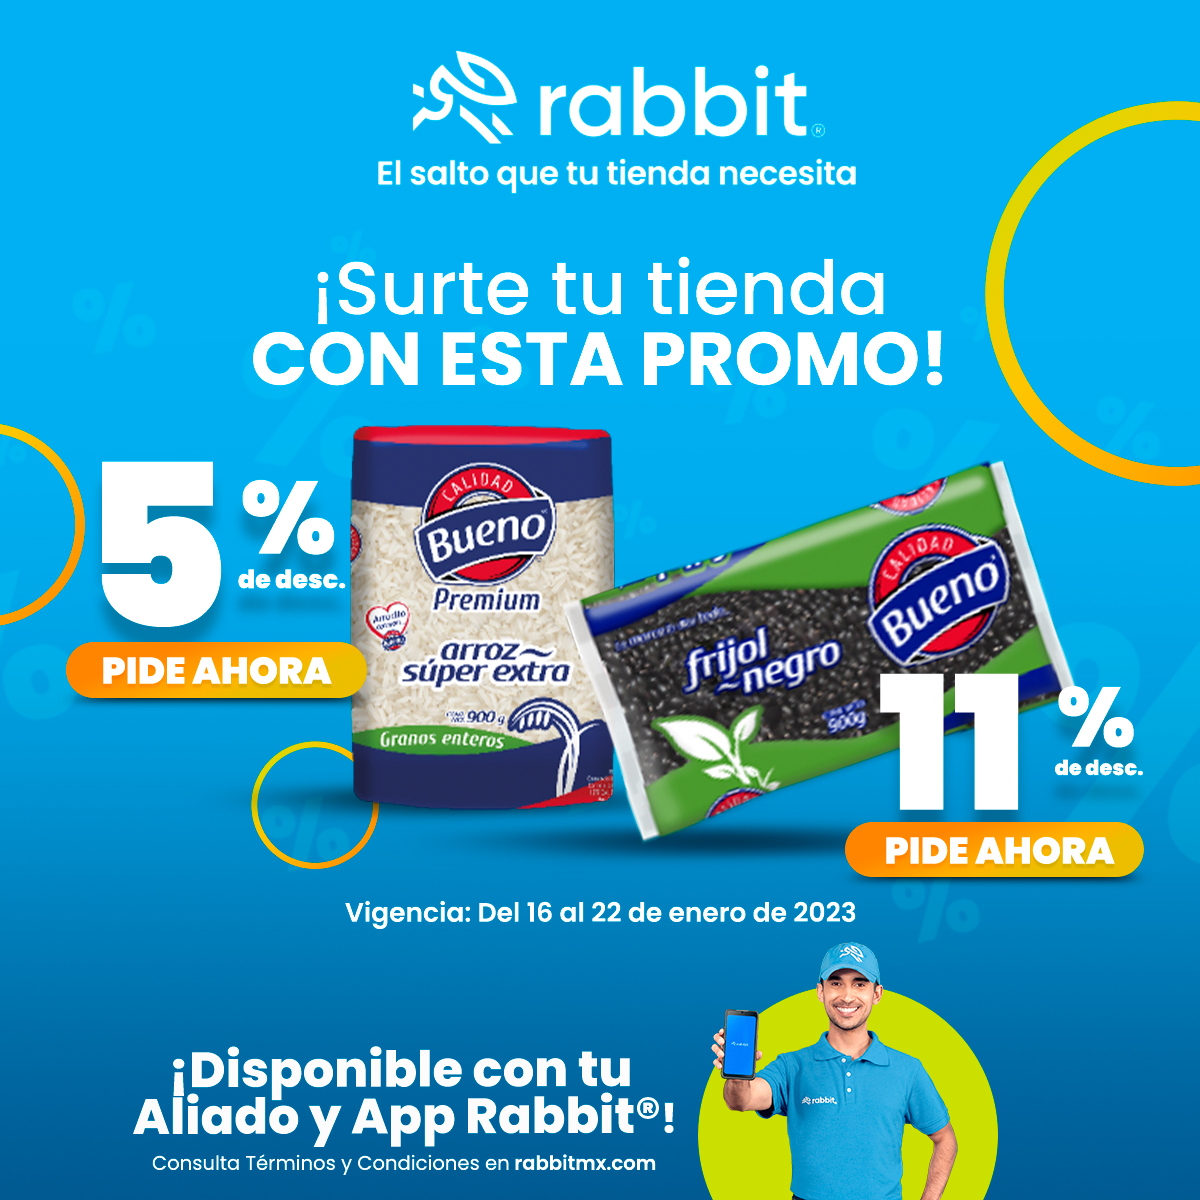 rabbit®
El salto que tu tienda necesita
¡Surte tu tienda
CON ESTA PROMO!
5%
de desc.
PIDE AHORA
CALIDAD
Bueno
Premium
arroz
súper extra
900 g
Granos enteros
CALIDAD
Bueno
frijol
negro
900g
11%
de desc.
PIDE AHORA
Vigencia: Del 16 al 22 de enero de 2023
¡Disponible con tu
Aliado y App Rabbit®!
Consulta Términos y Condiciones en rabbitmx.com
rabbit